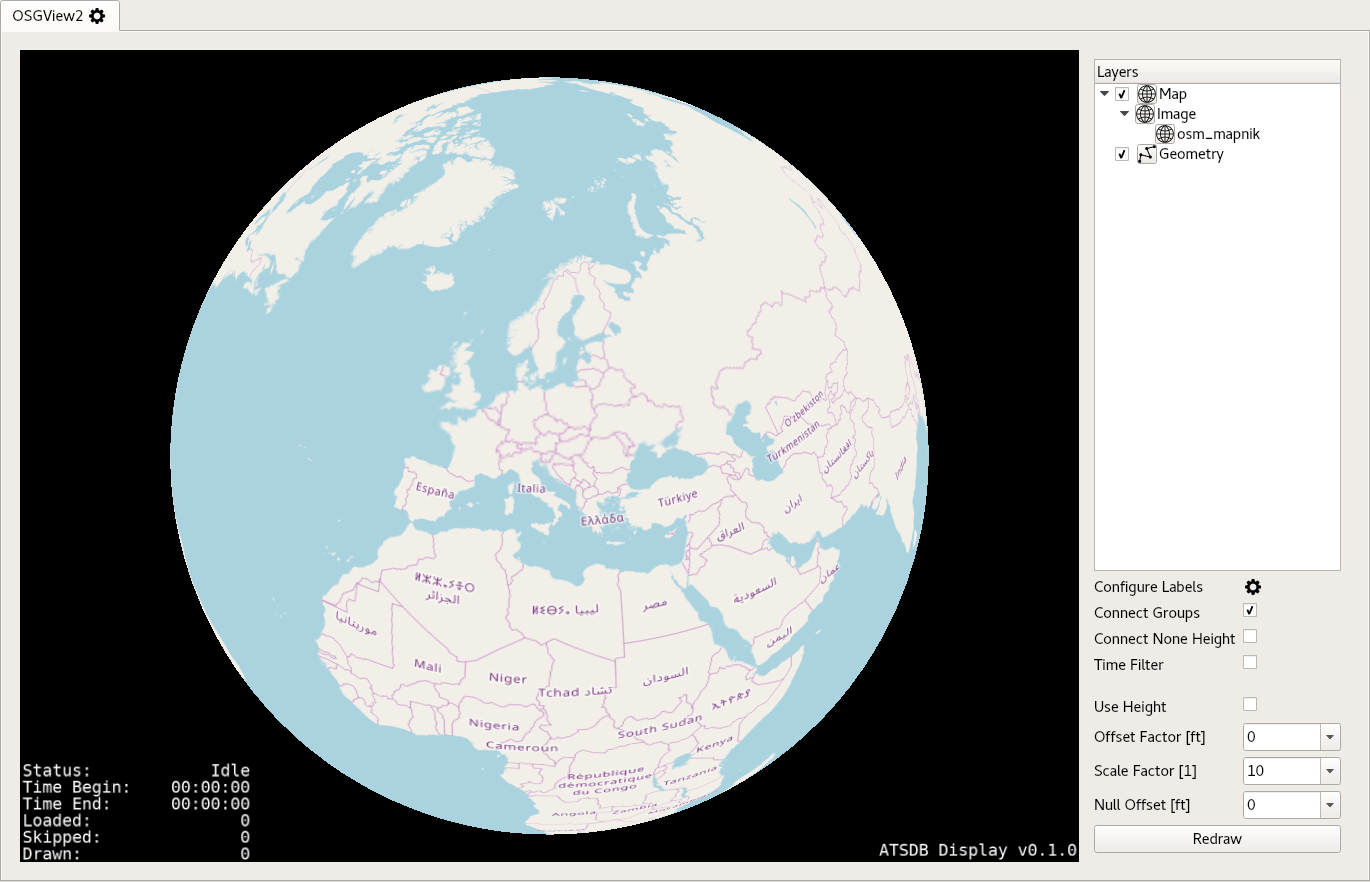 OSGView2
Layers
Map
Image
osm_mapnik
Geometry
Oʻzbekiston
Türkmenistan
افغانستان
پاکستان
India
España
Italia
Ελλάδα
Türkiye
ایران
العراق
ⵍⵣⵣⴰⵢⴻⵔ
الجزائر
ⵍⵉⴱⵢⴰ ليبيا
مصر
السعودية
عمان
موريتانيا
اليمن
Mali
Niger
Tchad تشاد
السودان
ኢትዮጵያ
Nigeria
South Sudan
Cameroun
Kenya
République
démocratique
du Congo
Tanzania
Angola
Zambia
Status: Idle
Time Begin: 00:00:00
Time End: 00:00:00
Loaded: 0
Skipped: 0
Drawn: 0
ATSDB Display v0.1.0
Configure Labels
Connect Groups
Connect None Height
Time Filter
Use Height
Offset Factor [ft] 0
Scale Factor [1] 10
Null Offset [ft] 0
Redraw